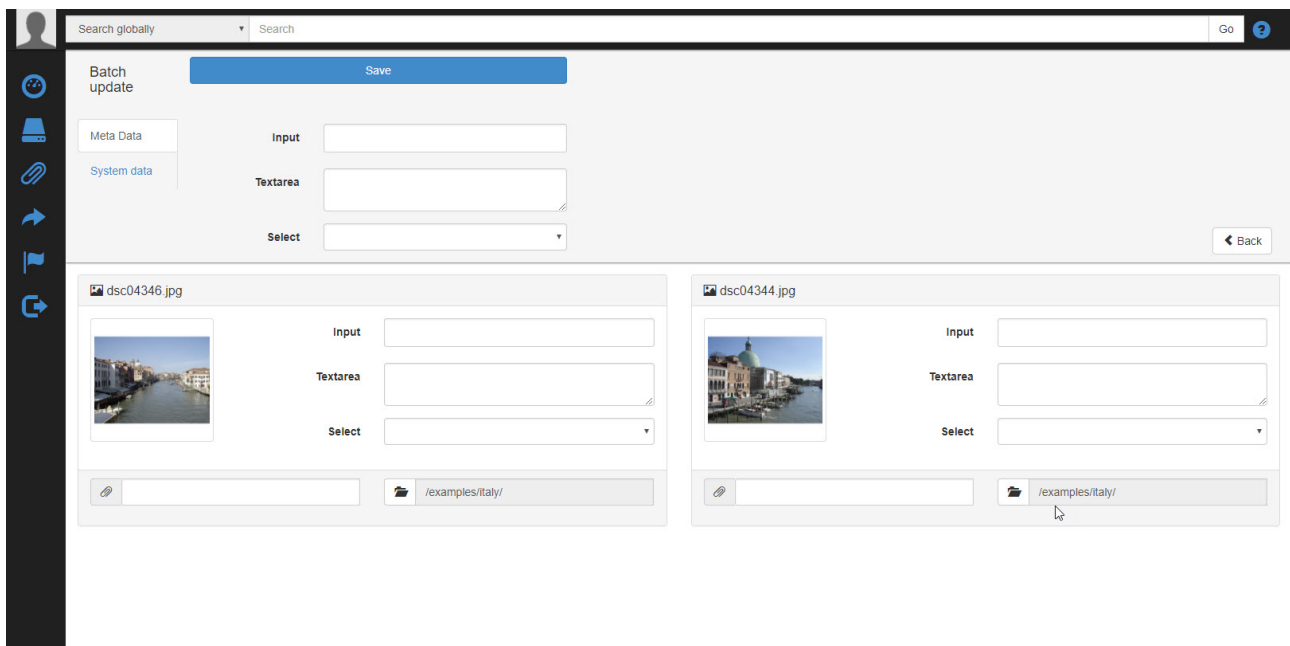 Search globally
Search
Go
?
Batch
update
Save
Meta Data
System data
Input
Textarea
Select
Back
dsc04346.jpg
Input
Textarea
Select
/examples/italy/
dsc04344.jpg
Input
Textarea
Select
/examples/italy/